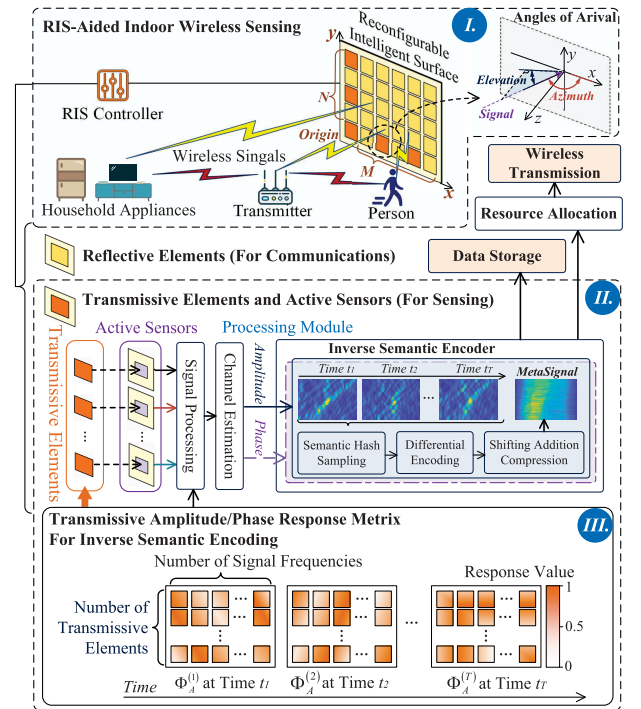 RIS-Aided Indoor Wireless Sensing
I.
Reconfigurable
Intelligent Surface
y
N
Origin
M
x
RIS Controller
Wireless Singals
Household Appliances
Transmitter
Person
Angles of Arival
y
x
z
Elevation
Azimuth
Signal
Wireless
Transmission
Resource Allocation
Data Storage
Reflective Elements (For Communications)
Transmissive Elements and Active Sensors (For Sensing)
II.
Transmissive Elements
Active Sensors
Processing Module
Signal Processing
Channel Estimation
Amplitude
Phase
Inverse Semantic Encoder
Time t1
Time t2
Time tT
MetaSignal
...
Semantic Hash
Sampling
Differential
Encoding
Shifting Addition
Compression
Transmissive Amplitude/Phase Response Metrix
For Inverse Semantic Encoding
III.
Number of Signal Frequencies
Response Value
Number of
Transmissive
Elements
1
0.5
0
Time
Φ_A^(1) at Time t1
Φ_A^(2) at Time t2
Φ_A^(T) at Time tT